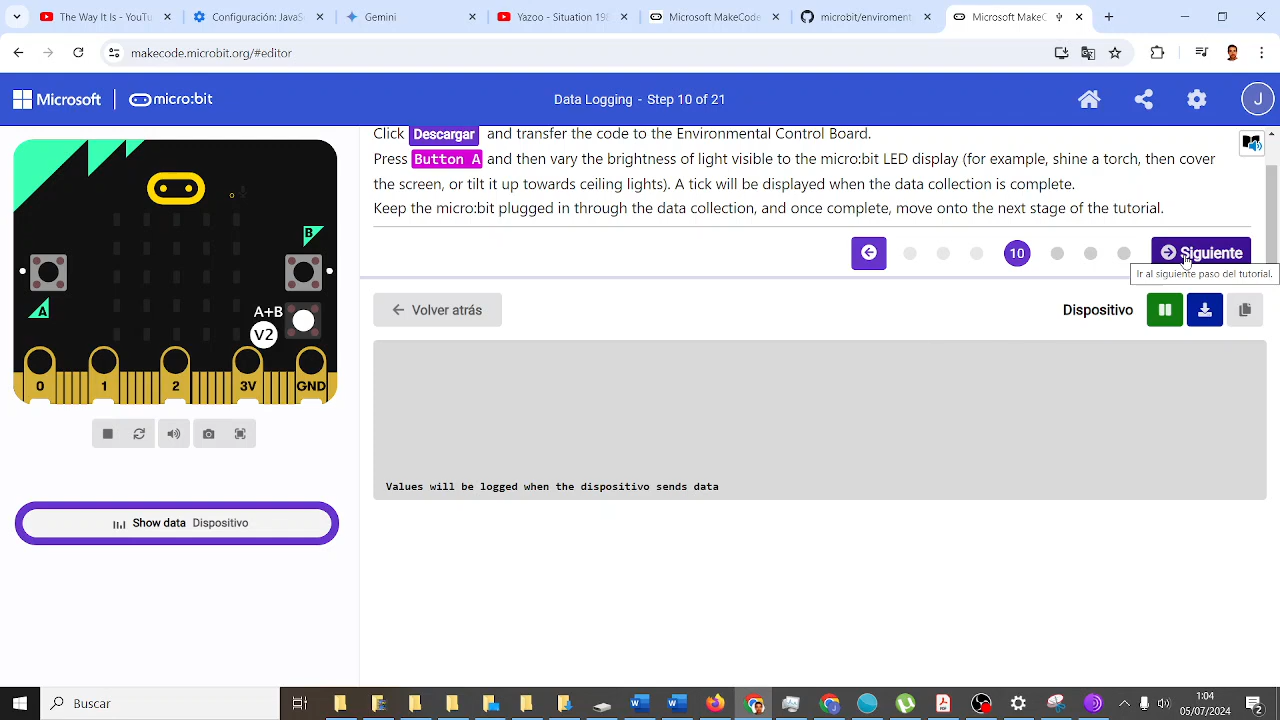 The Way It Is - YouTu
Configuración: JavaS
Gemini
Yazoo - Situation 198
Microsoft MakeCode
microbit/enviroment
Microsoft MakeC
makecode.microbit.org/#editor
Microsoft
micro:bit
Data Logging - Step 10 of 21
J
Click Descargar and transfer the code to the Environmental Control Board.
Press Button A and then vary the brightness of light visible to the micro:bit LED display (for example, shine a torch, turn/cover
the screen, or tilt it up towards ceiling lights). A tick will be displayed when the data collection is complete.
Keep the micro:bit plugged in through the data collection, and once complete, move onto the next stage of the tutorial.
10
Siguiente
Ir al siguiente paso del tutorial.
B
A
A+B
V2
0
1
2
3V
GND
Volver atrás
Dispositivo
Values will be logged when the dispositivo sends data
Show data Dispositivo
Buscar
1:04
05/07/2024
2